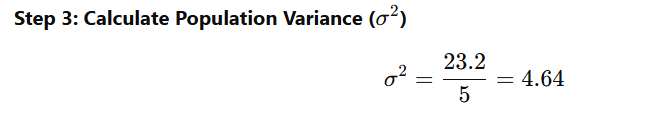 Step 3: Calculate Population Variance (σ²)
σ² = 23.2/5 = 4.64